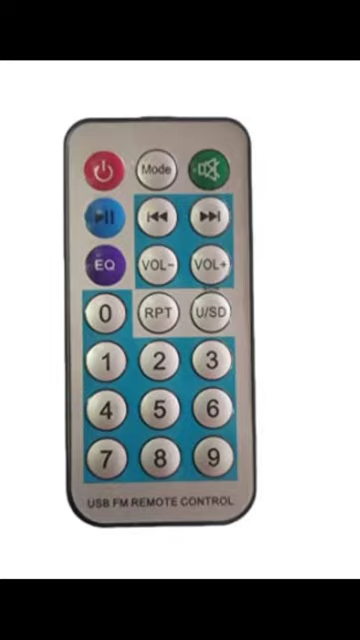 Mode
EQ VOL- VOL+
0 RPT U/SD
1 2 3
4 5 6
7 8 9
USB FM REMOTE CONTROL